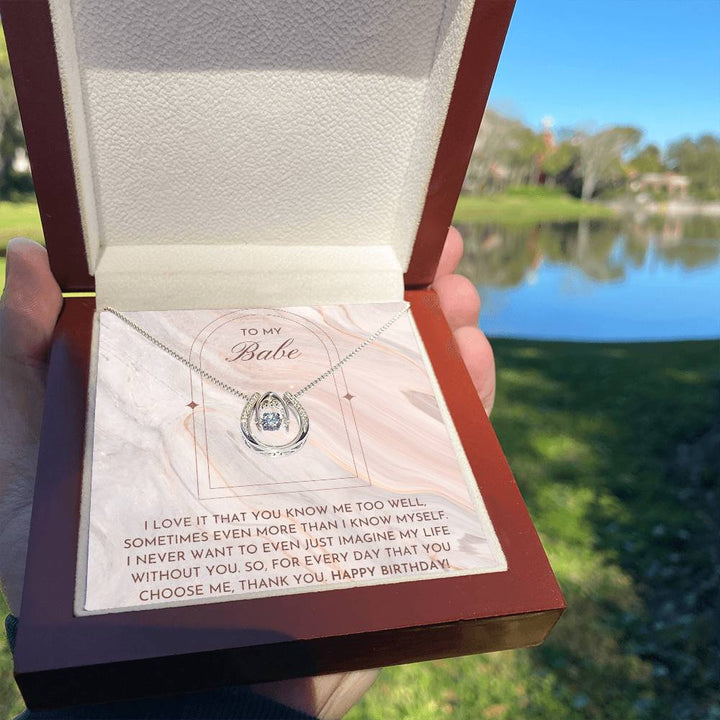 TO MY
Babe
I LOVE IT THAT YOU KNOW ME TOO WELL,
SOMETIMES EVEN MORE THAN I KNOW MYSELF.
I NEVER WANT TO EVEN JUST IMAGINE MY LIFE
WITHOUT YOU. SO, FOR EVERY DAY THAT YOU
CHOOSE ME, THANK YOU. HAPPY BIRTHDAY!